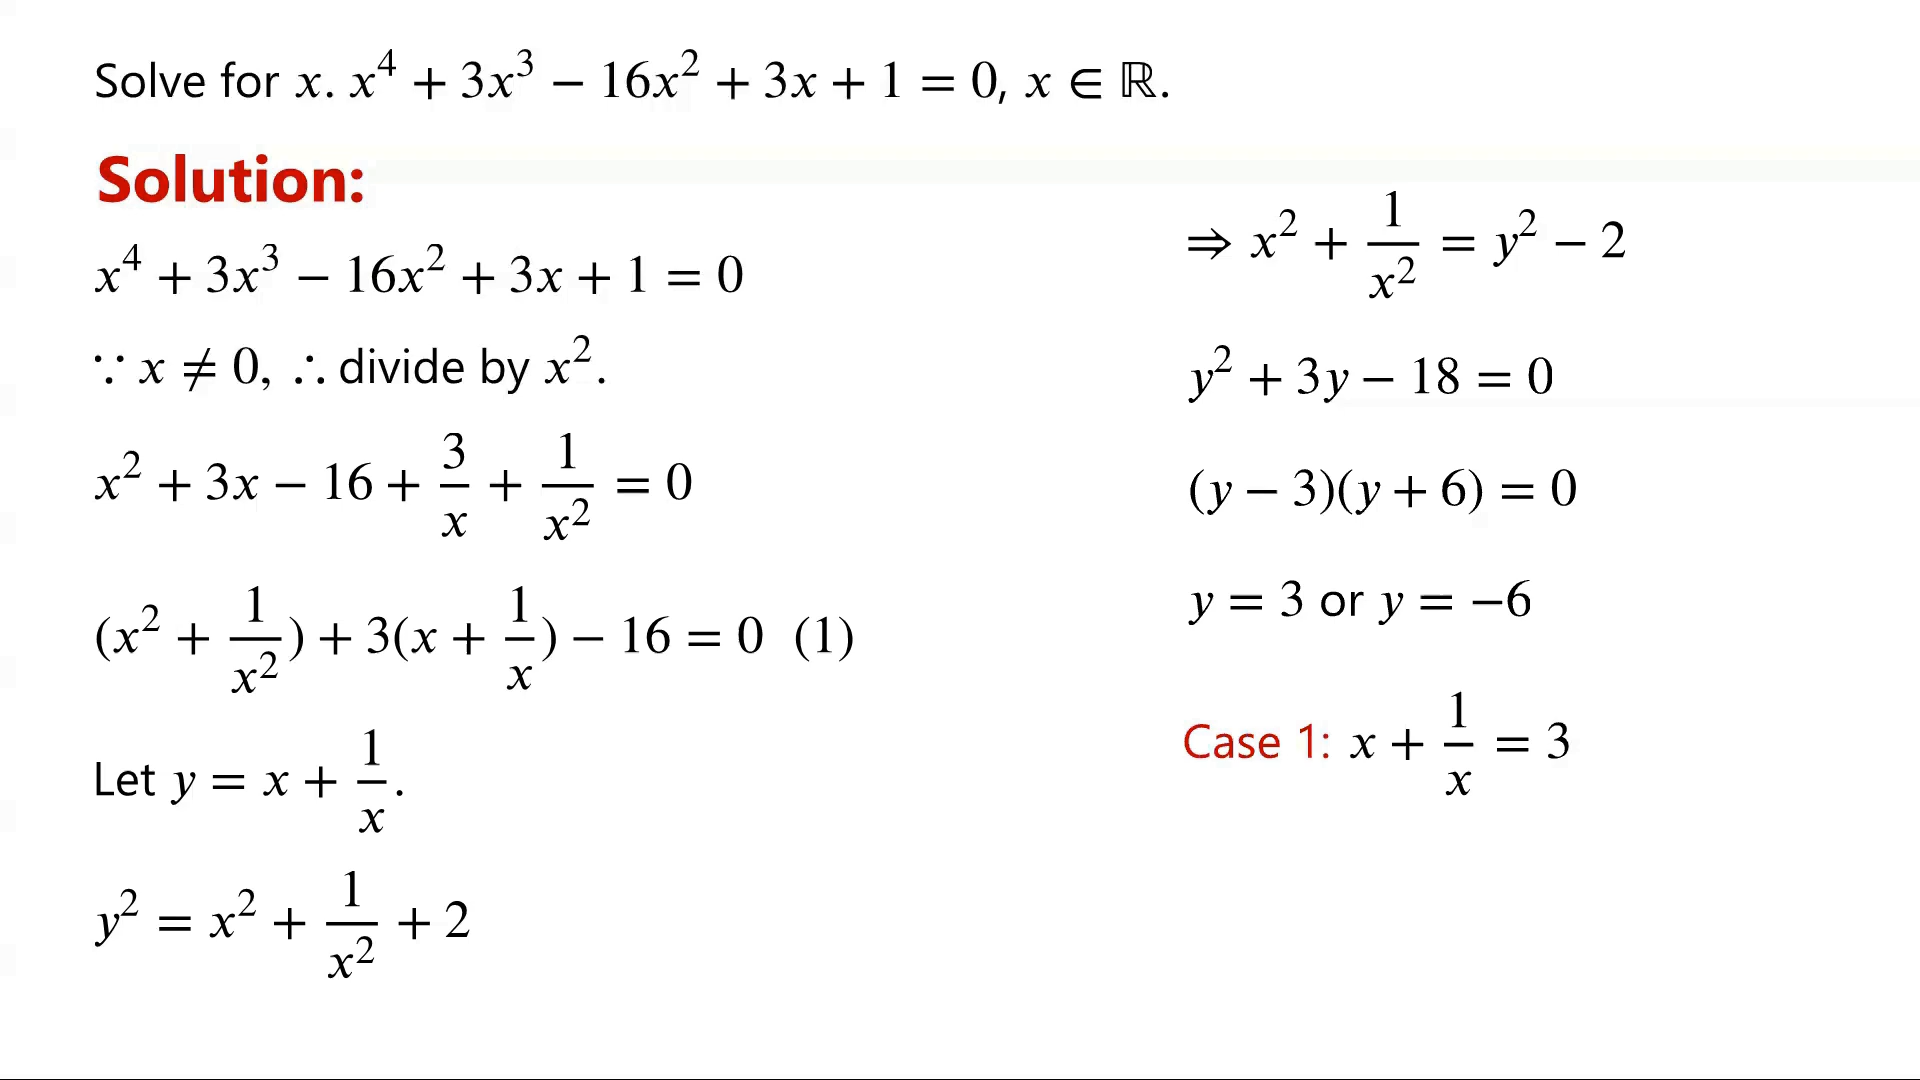 Solve for x. x⁴ + 3x³ − 16x² + 3x + 1 = 0, x ∈ ℝ.
Solution:
x⁴ + 3x³ − 16x² + 3x + 1 = 0
∵ x ≠ 0, ∴ divide by x².
x² + 3x − 16 + 3/x + 1/x² = 0
(x² + 1/x²) + 3(x + 1/x) − 16 = 0 (1)
Let y = x + 1/x.
y² = x² + 1/x² + 2
⇒ x² + 1/x² = y² − 2
y² + 3y − 18 = 0
(y − 3)(y + 6) = 0
y = 3 or y = −6
Case 1: x + 1/x = 3